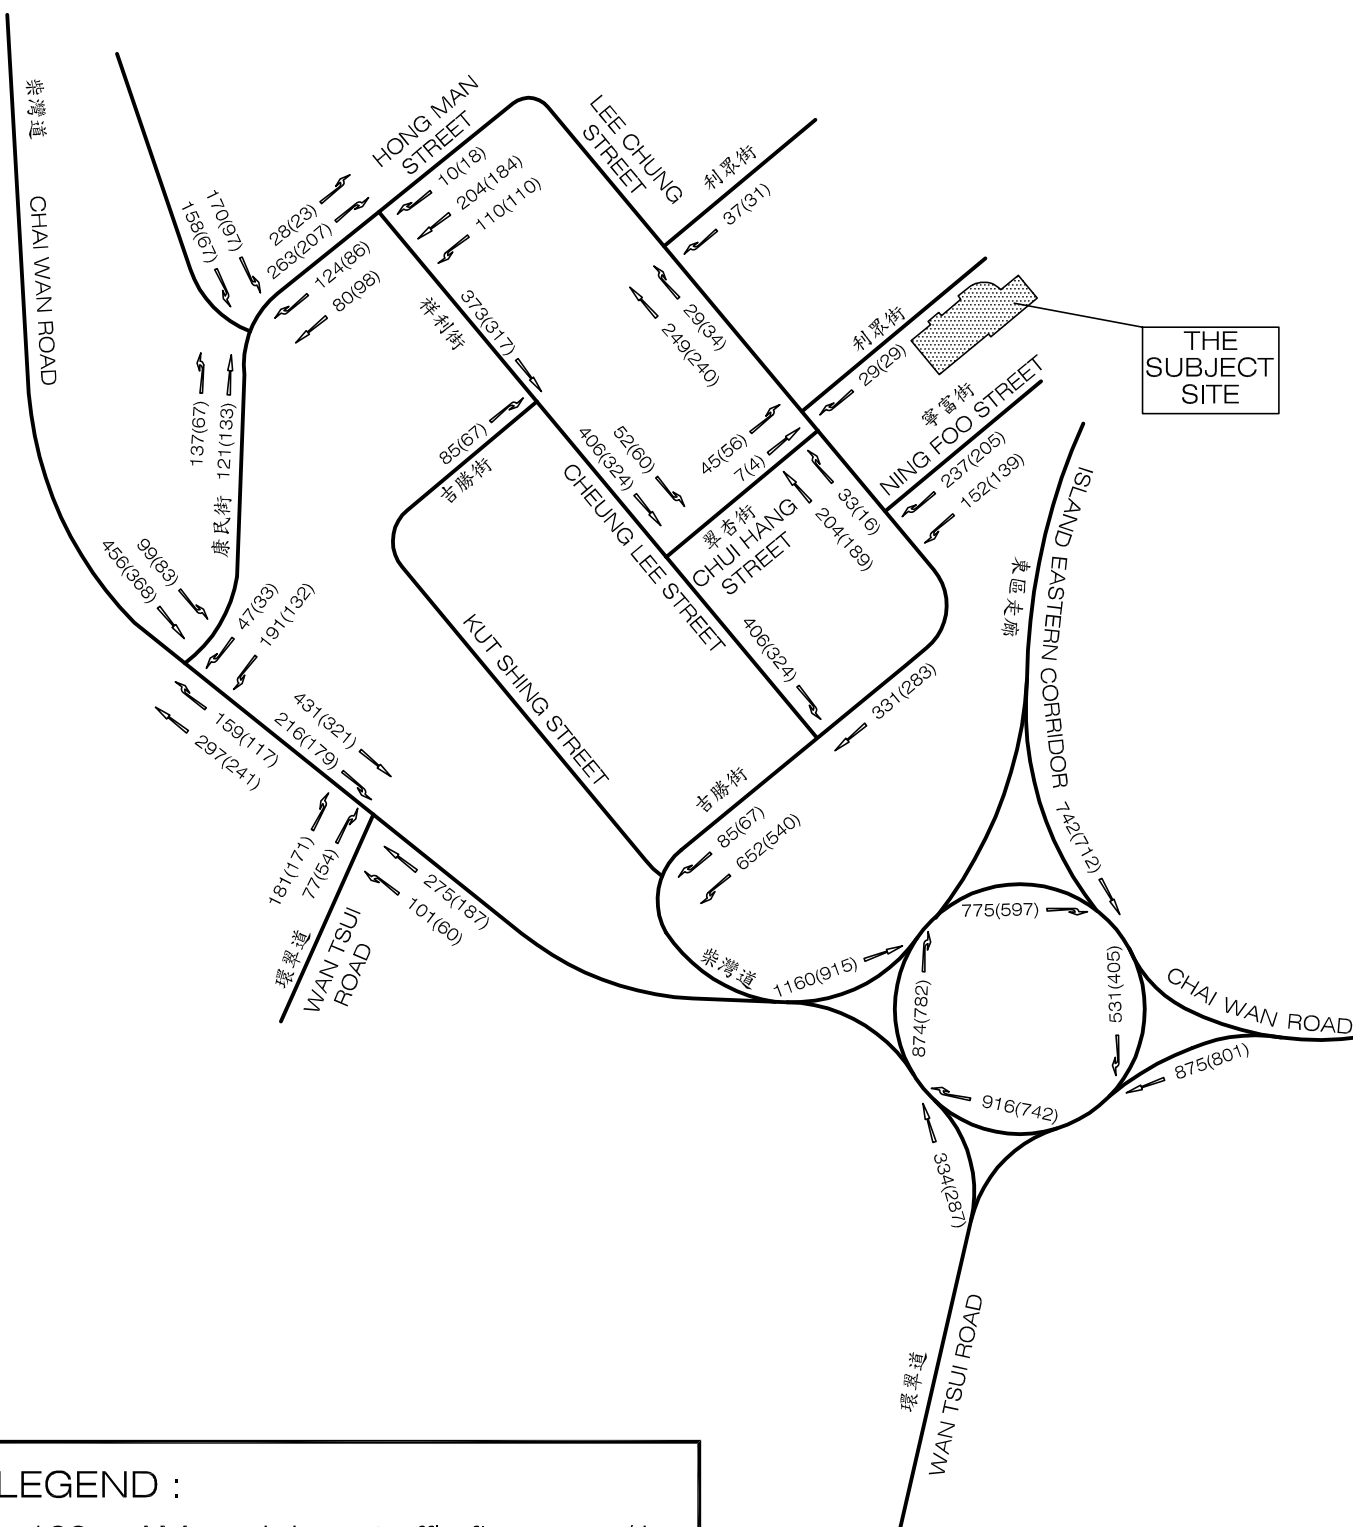 柴灣道
CHAI WAN ROAD
HONG MAN
STREET
LEE CHUNG
STREET
利眾街
10(18)
204(184)
110(110)
37(31)
170(97)
158(67)
28(23)
263(207)
124(86)
80(98)
373(317)
祥利街
29(34)
249(240)
利眾街
29(29)
THE
SUBJECT
SITE
寧富街
NING FOO STREET
237(205)
152(139)
137(67)
121(133)
康民街
85(67)
吉勝街
406(324)
52(60)
45(56)
7(4)
翠杏街
CHUI HANG
STREET
33(16)
204(189)
CHEUNG LEE STREET
KUT SHING STREET
99(83)
456(368)
47(33)
191(132)
159(117)
297(241)
431(321)
216(179)
406(324)
331(283)
吉勝街
85(67)
652(540)
東區走廊
ISLAND EASTERN CORRIDOR
742(712)
181(171)
77(54)
275(187)
101(60)
環翠道
WAN TSUI
ROAD
柴灣道
1160(915)
775(597)
874(782)
531(405)
916(742)
CHAI WAN ROAD
875(801)
334(287)
環翠道
WAN TSUI ROAD
LEGEND :